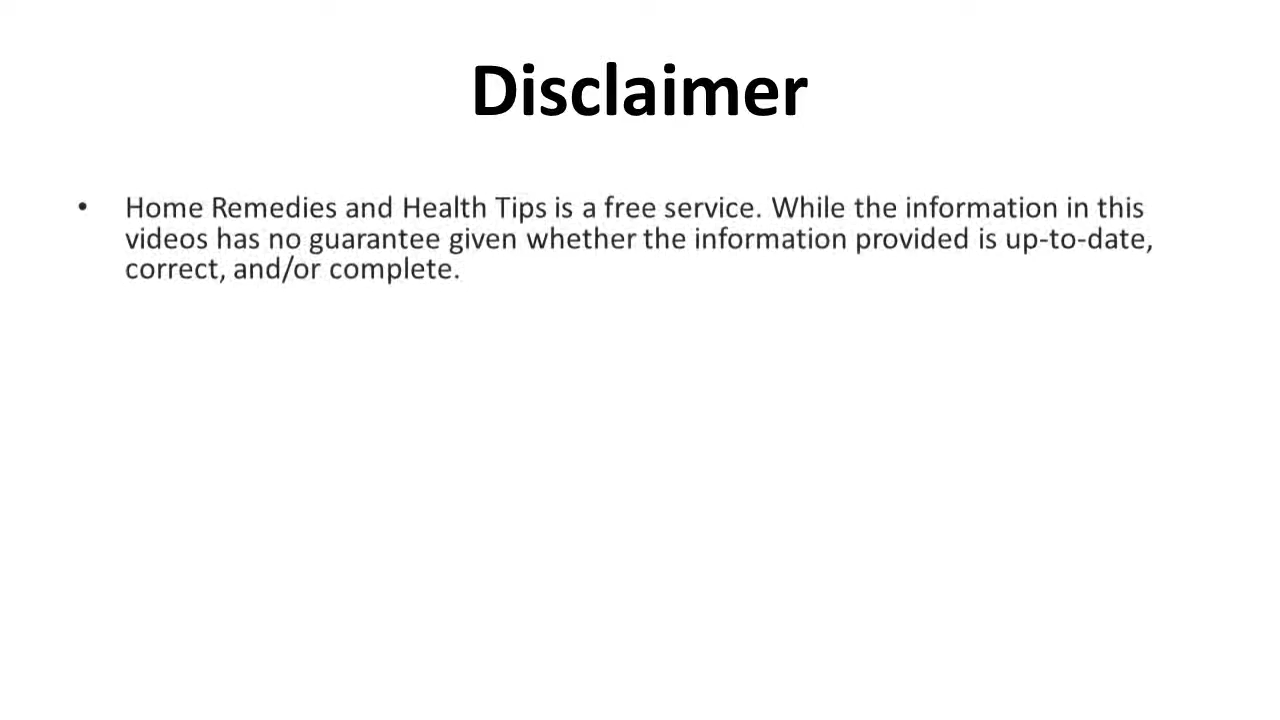 Disclaimer
• Home Remedies and Health Tips is a free service. While the information in this
videos has no guarantee given whether the information provided is up-to-date,
correct, and/or complete.